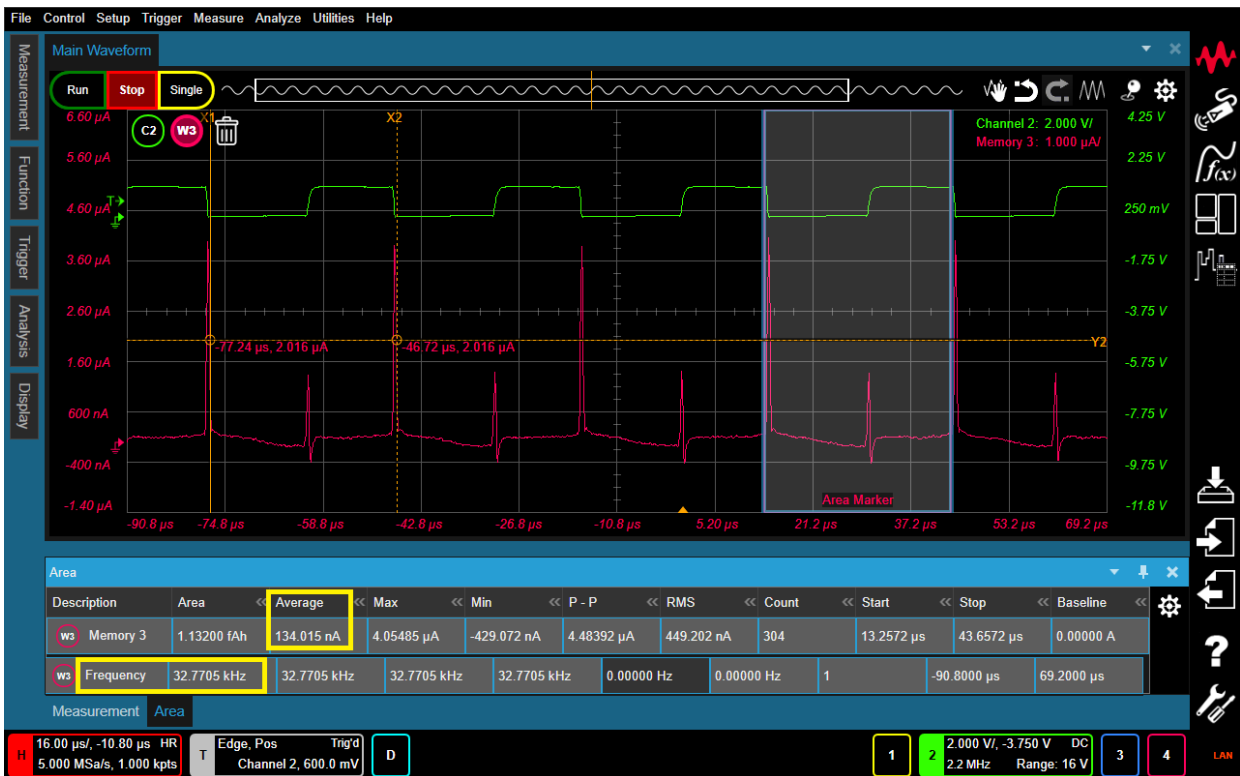 File Control Setup Trigger Measure Analyze Utilities Help
Measurement
Function
Trigger
Analysis
Display
Main Waveform
Run Stop Single
C2 W3
X1 X2
Channel 2: 2.000 V/
Memory 3: 1.000 µA/
6.60 µA
5.60 µA
4.60 µA
3.60 µA
2.60 µA
1.60 µA
600 nA
-400 nA
-1.40 µA
T
4.25 V
2.25 V
250 mV
-1.75 V
-3.75 V
-5.75 V
-7.75 V
-9.75 V
-11.8 V
Y2
-77.24 µs, 2.016 µA
-46.72 µs, 2.016 µA
Area Marker
-90.8 µs -74.8 µs -58.8 µs -42.8 µs -26.8 µs -10.8 µs 5.20 µs 21.2 µs 37.2 µs 53.2 µs 69.2 µs
f(x)
Area
Description Area Average Max Min P - P RMS Count Start Stop Baseline
W3 Memory 3 1.13200 fAh 134.015 nA 4.05485 µA -429.072 nA 4.48392 µA 449.202 nA 304 13.2572 µs 43.6572 µs 0.00000 A
W3 Frequency 32.7705 kHz 32.7705 kHz 32.7705 kHz 32.7705 kHz 0.00000 Hz 0.00000 Hz 1 -90.8000 µs 69.2000 µs
?
Measurement Area
H 16.00 µs/, -10.80 µs HR
5.000 MSa/s, 1.000 kpts
T Edge, Pos Trig'd
Channel 2, 600.0 mV
D
1
2 2.000 V/, -3.750 V DC
2.2 MHz Range: 16 V
3
4
LAN